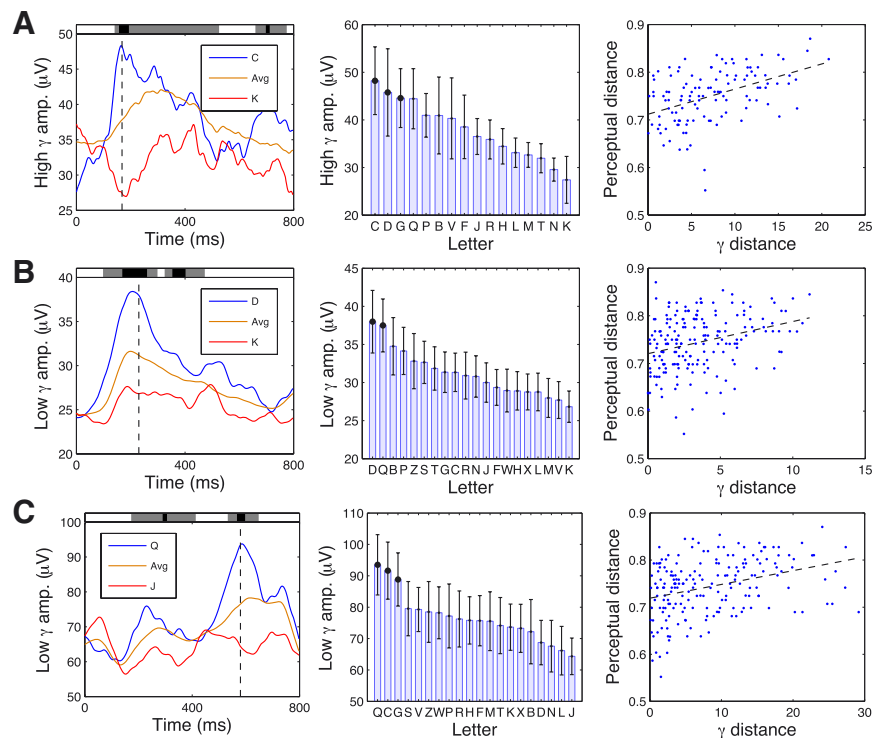 A
High γ amp. (μV)
50
45
40
35
30
25
0
400
800
Time (ms)
C
Avg
K
High γ amp. (μV)
60
50
40
30
20
C D G Q P B V F J R H L M T N K
Letter
Perceptual distance
0.9
0.8
0.7
0.6
0.5
0 5 10 15 20 25
γ distance
B
Low γ amp. (μV)
40
35
30
25
20
0
400
800
Time (ms)
D
Avg
K
Low γ amp. (μV)
45
40
35
30
25
20
D Q B P Z S T G C R N J F W H X L M V K
Letter
Perceptual distance
0.9
0.8
0.7
0.6
0.5
0 5 10 15
γ distance
C
Low γ amp. (μV)
100
90
80
70
60
50
0
400
800
Time (ms)
Q
Avg
J
Low γ amp. (μV)
110
100
90
80
70
60
50
Q C G S V Z W P R H F M T K X B D N L J
Letter
Perceptual distance
0.9
0.8
0.7
0.6
0.5
0 10 20 30
γ distance